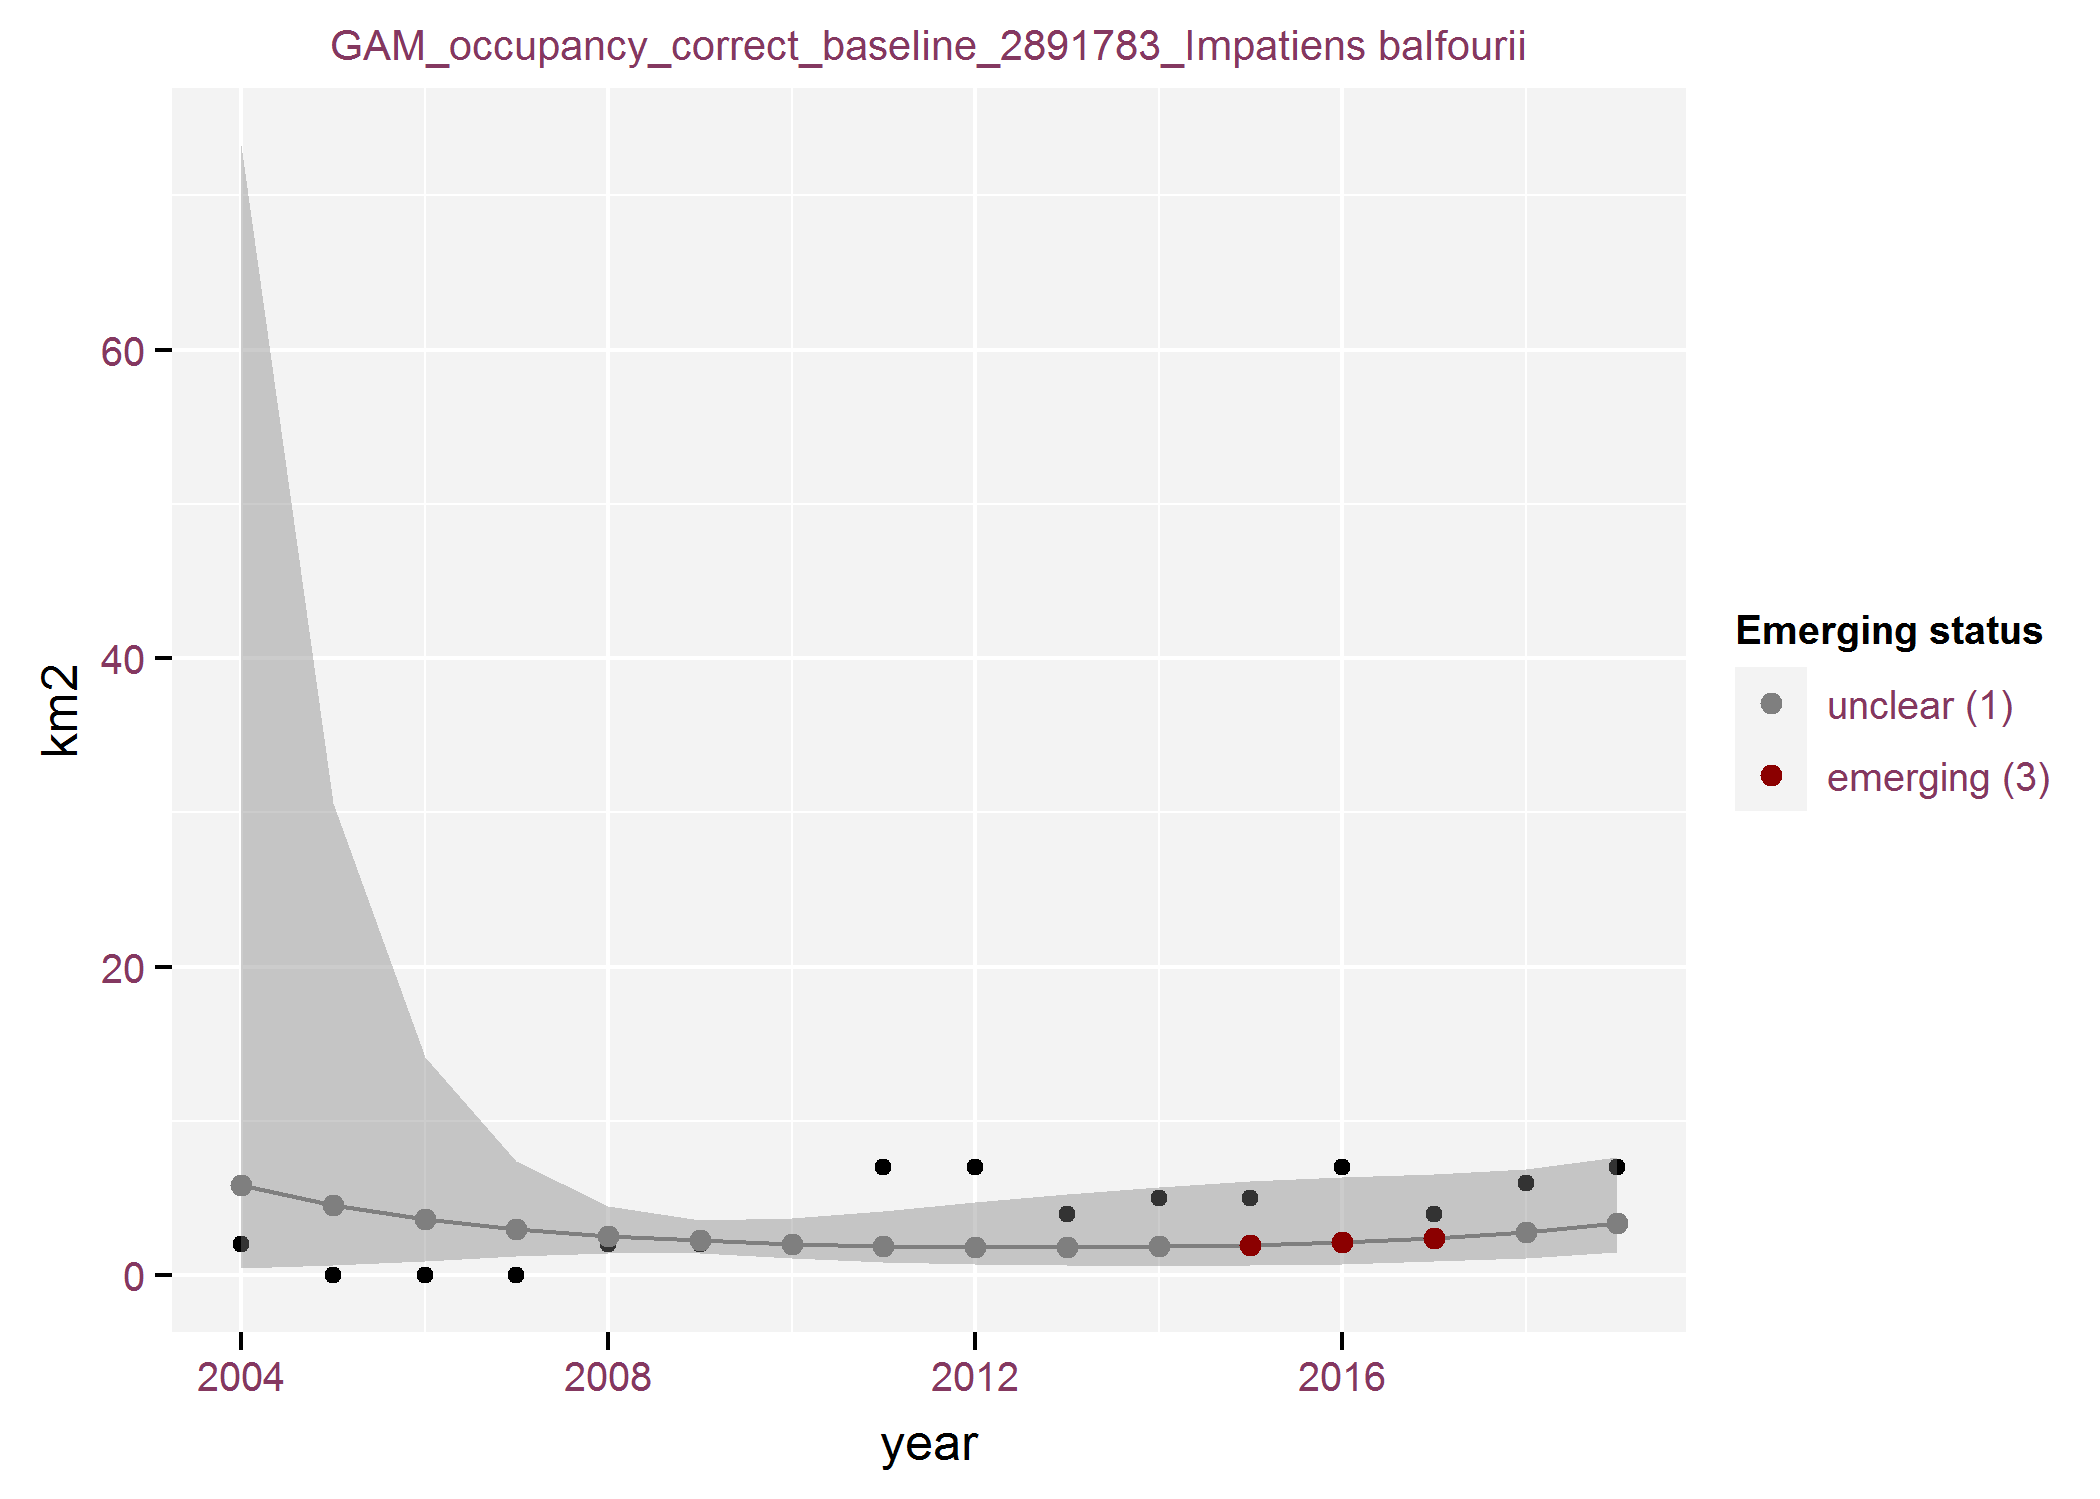 GAM_occupancy_correct_baseline_2891783_Impatiens balfourii
60
40
20
0
km2
2004 2008 2012 2016
year
Emerging status
unclear (1)
emerging (3)